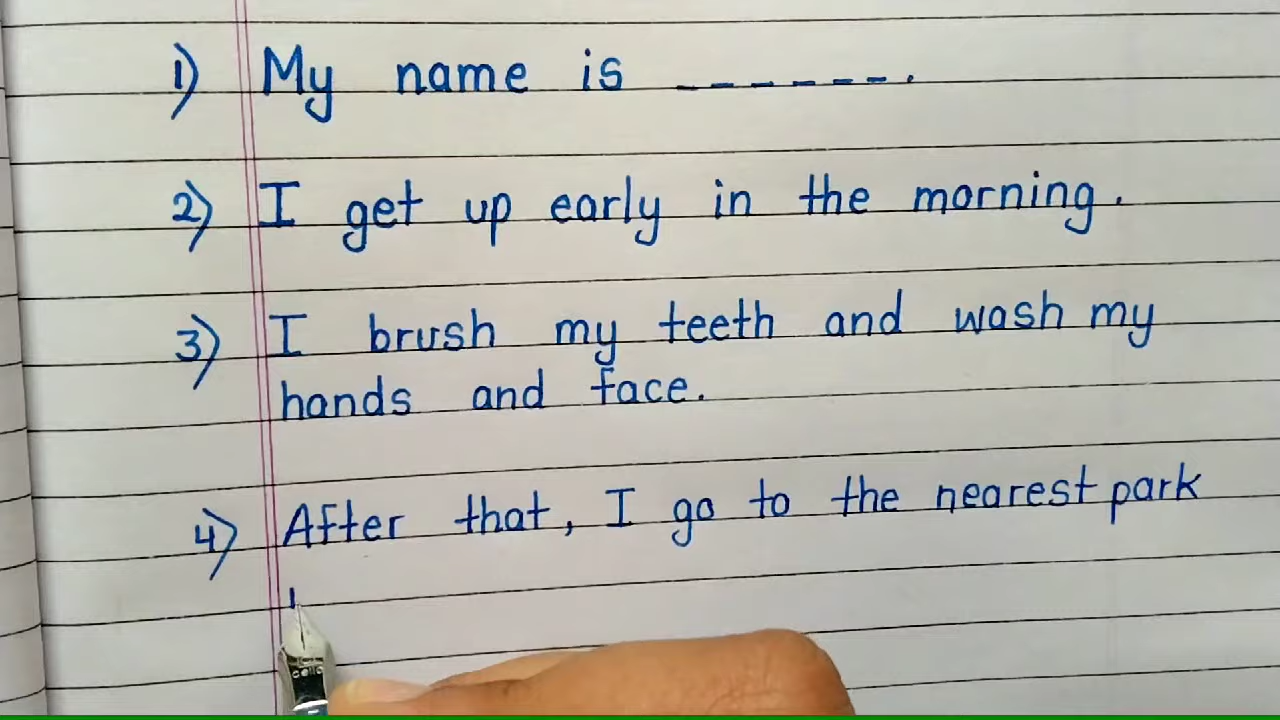 1) My name is _ _ _ _ _ _ _.
2) I get up early in the morning.
3) I brush my teeth and wash my
hands and face.
4) After that, I go to the nearest park